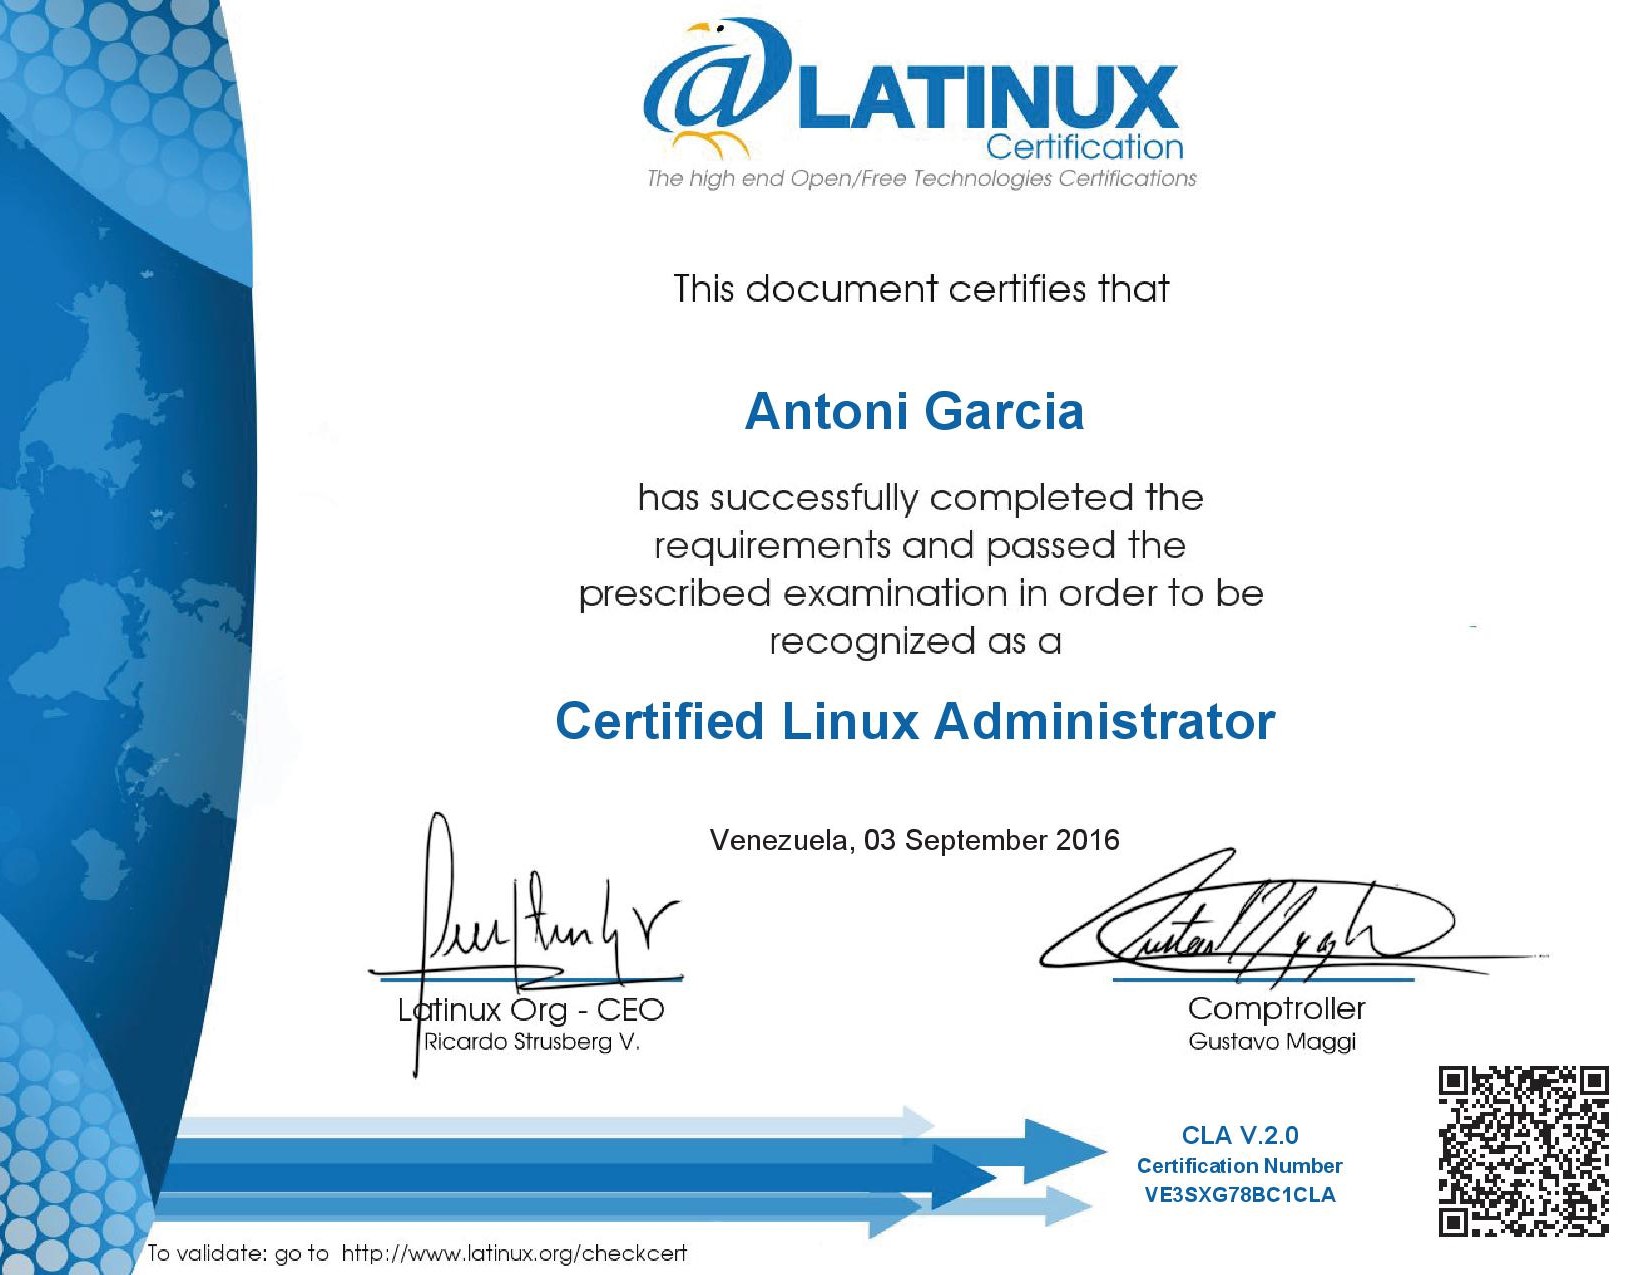 @LATINUX
Certification
The high end Open/Free Technologies Certifications
This document certifies that
Antoni Garcia
has successfully completed the
requirements and passed the
prescribed examination in order to be
recognized as a
Certified Linux Administrator
Venezuela, 03 September 2016
Latinux Org - CEO
Ricardo Strusberg V.
Comptroller
Gustavo Maggi
CLA V.2.0
Certification Number
VE3SXG78BC1CLA
To validate: go to http://www.latinux.org/checkcert